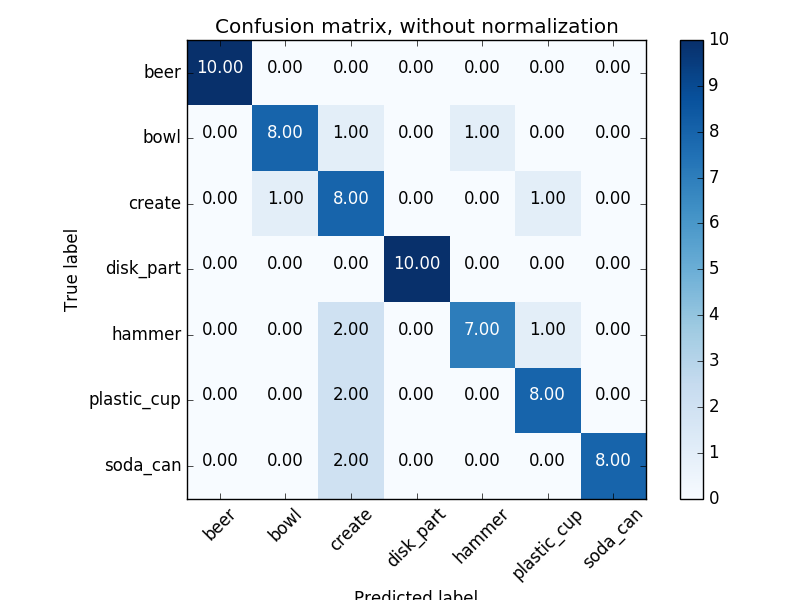 Confusion matrix, without normalization
beer 10.00 0.00 0.00 0.00 0.00 0.00 0.00
bowl 0.00 8.00 1.00 0.00 1.00 0.00 0.00
create 0.00 1.00 8.00 0.00 0.00 1.00 0.00
disk_part 0.00 0.00 0.00 10.00 0.00 0.00 0.00
hammer 0.00 0.00 2.00 0.00 7.00 1.00 0.00
plastic_cup 0.00 0.00 2.00 0.00 0.00 8.00 0.00
soda_can 0.00 0.00 2.00 0.00 0.00 0.00 8.00
beer bowl create disk_part hammer plastic_cup soda_can
True label
Predicted label
10
9
8
7
6
5
4
3
2
1
0